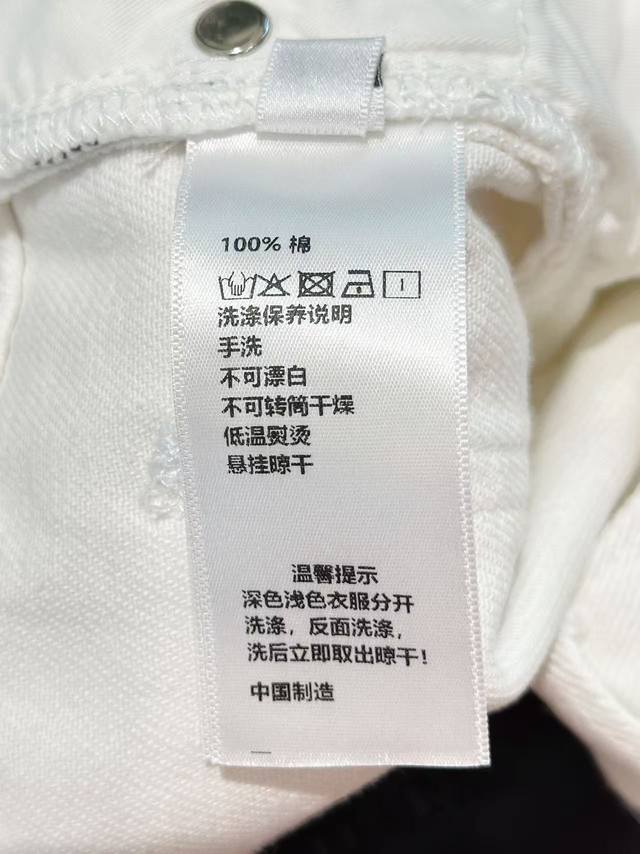 100% 棉
洗涤保养说明
手洗
不可漂白
不可转筒干燥
低温熨烫
悬挂晾干
温馨提示
深色浅色衣服分开
洗涤，反面洗涤，
洗后立即取出晾干！
中国制造